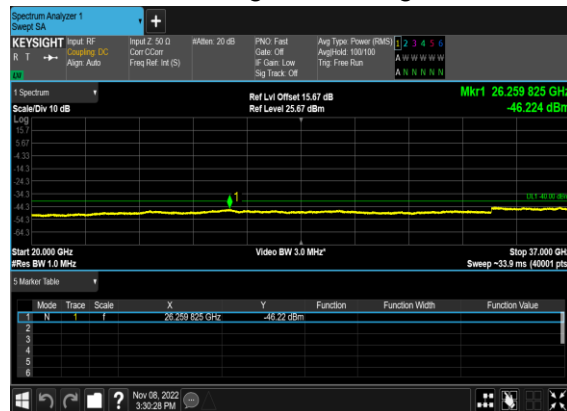 Spectrum Analyzer 1
Swept SA
KEYSIGHT Input: RF Input Z: 50 Ω #Atten: 20 dB PNO: Fast Avg Type: Power (RMS) 1 2 3 4 5 6
R T Coupling: DC Corr CCorr Gate: Off Avg|Hold: 100/100 A W W W W W
Align: Auto Freq Ref: Int (S) IF Gain: Low Trig: Free Run
LXI Sig Track: Off A N N N N N
1 Spectrum Ref Lvl Offset 15.67 dB Mkr1 26.259 825 GHz
Scale/Div 10 dB Ref Level 25.67 dBm -46.224 dBm
Log
15.7
5.67
-4.33
-14.3
-24.3
-34.3 1
-44.3
-54.3
-64.3
Start 20.000 GHz Video BW 3.0 MHz* Stop 37.000 GHz
#Res BW 1.0 MHz Sweep ~33.9 ms (40001 pts)
5 Marker Table
Mode Trace Scale X Y Function Function Width Function Value
1 N 1 f 26.259 825 GHz -46.22 dBm
2
3
4
5
6
? Nov 08, 2022
3:30:28 PM